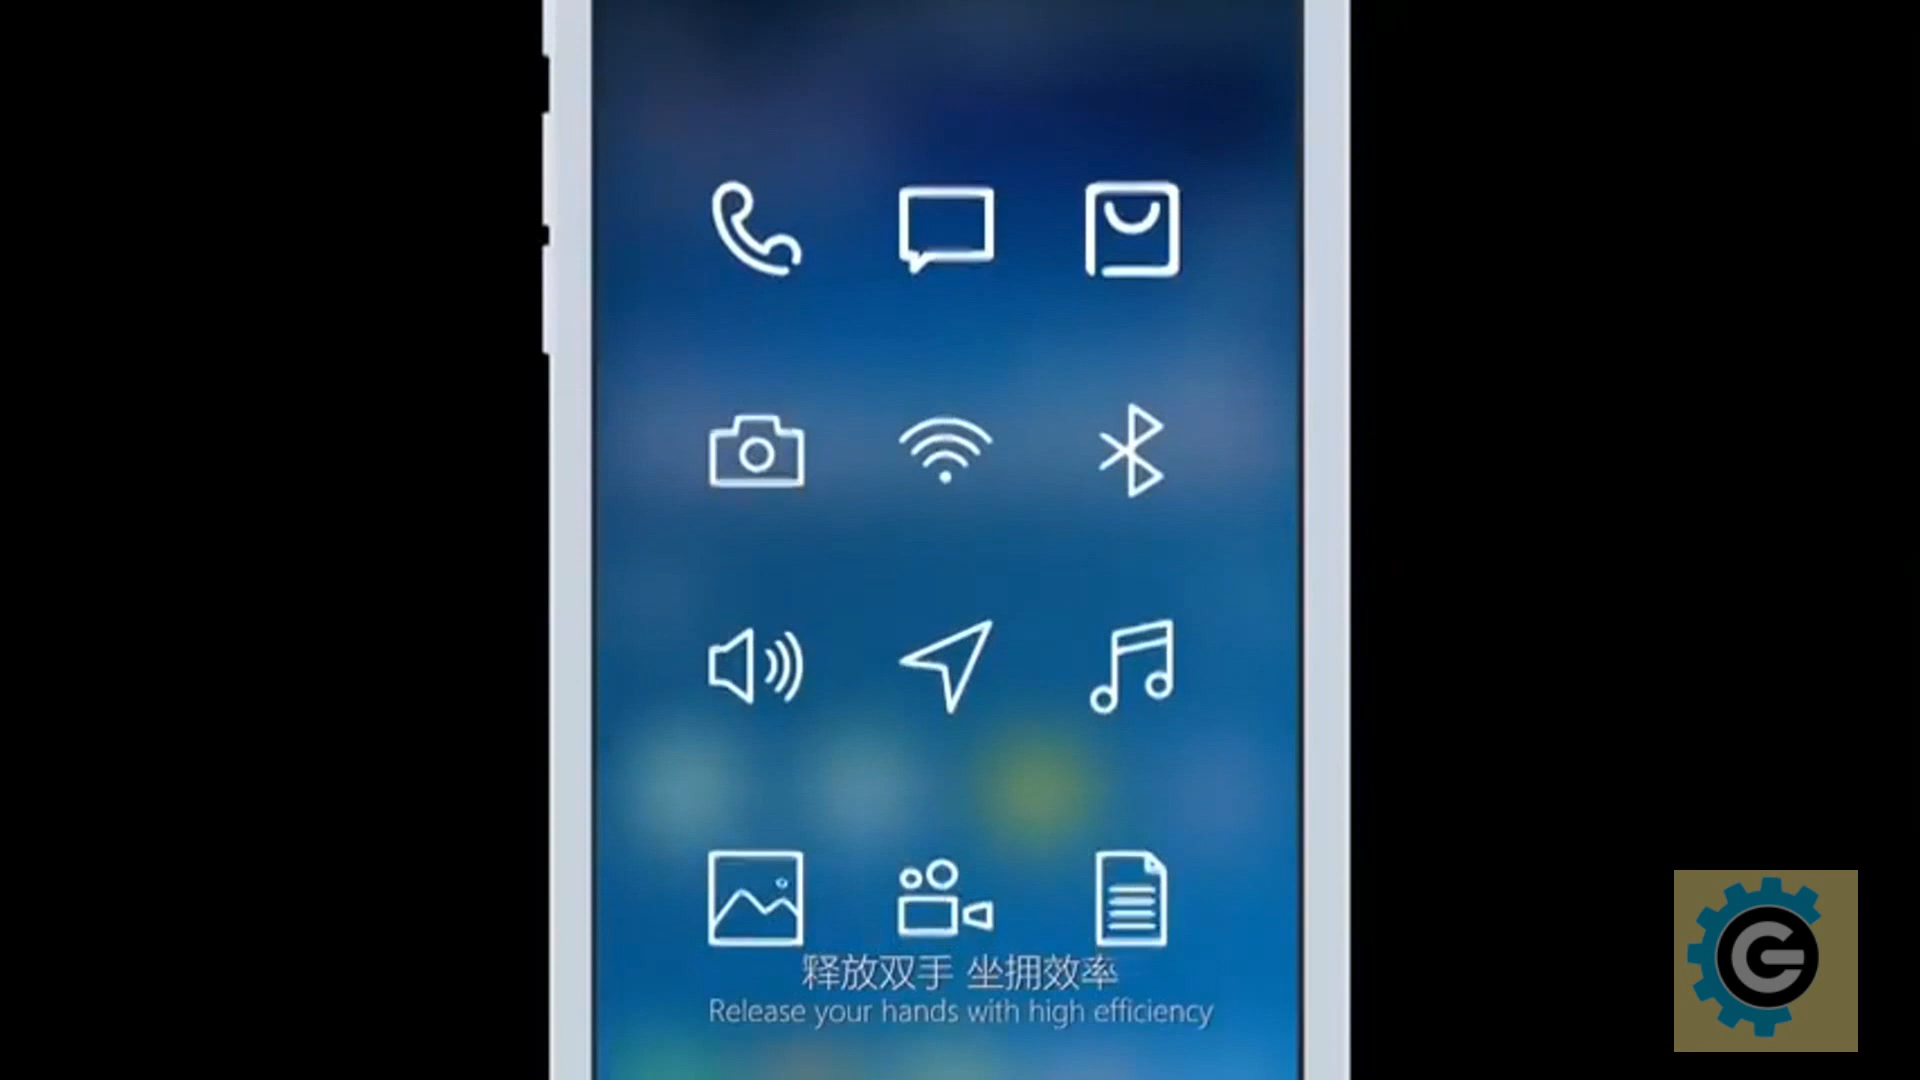 释放双手 坐拥效率
Release your hands with high efficiency